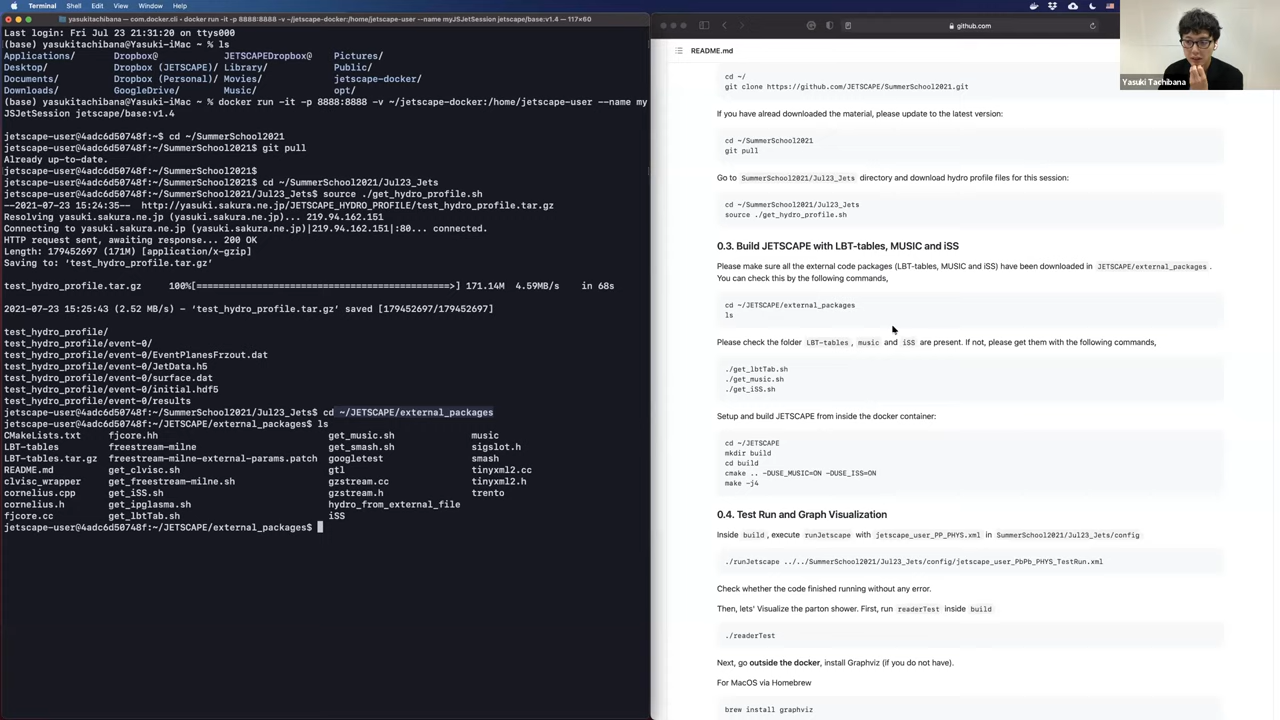 Terminal Shell Edit View Window Help
yasukitachibana — com.docker.cli ◂ docker run -it -p 8888:8888 -v ~/jetscape-docker:/home/jetscape-user --name myJSJetSession jetscape/base:v1.4 — 117×60
Last login: Fri Jul 23 21:31:20 on ttys000
(base) yasukitachibana@Yasuki-iMac ~ % ls
Applications/ Dropbox@ JETSCAPEDropbox@ Pictures/
Desktop/ Dropbox (JETSCAPE)@ Library/ Public/
Documents/ Dropbox (Personal)@ Movies/ jetscape-docker/
Downloads/ GoogleDrive@ Music/ opt/
(base) yasukitachibana@Yasuki-iMac ~ % docker run -it -p 8888:8888 -v ~/jetscape-docker:/home/jetscape-user --name my
JSJetSession jetscape/base:v1.4
jetscape-user@4adc6d50748f:~$ cd ~/SummerSchool2021
jetscape-user@4adc6d50748f:~/SummerSchool2021$ git pull
Already up-to-date.
jetscape-user@4adc6d50748f:~/SummerSchool2021$
jetscape-user@4adc6d50748f:~/SummerSchool2021$ cd ~/SummerSchool2021/Jul23_Jets
jetscape-user@4adc6d50748f:~/SummerSchool2021/Jul23_Jets$ source ./get_hydro_profile.sh
--2021-07-23 15:24:35-- http://yasuki.sakura.ne.jp/JETSCAPE_HYDRO_PROFILE/test_hydro_profile.tar.gz
Resolving yasuki.sakura.ne.jp (yasuki.sakura.ne.jp)... 219.94.162.151
Connecting to yasuki.sakura.ne.jp (yasuki.sakura.ne.jp)|219.94.162.151|:80... connected.
HTTP request sent, awaiting response... 200 OK
Length: 179452697 (171M) [application/x-gzip]
Saving to: ‘test_hydro_profile.tar.gz’
test_hydro_profile.tar.gz 100%[============================================>] 171.14M 4.59MB/s in 68s
2021-07-23 15:25:43 (2.52 MB/s) - ‘test_hydro_profile.tar.gz’ saved [179452697/179452697]
test_hydro_profile/
test_hydro_profile/event-0/
test_hydro_profile/event-0/EventPlanesFrzout.dat
test_hydro_profile/event-0/JetData.h5
test_hydro_profile/event-0/surface.dat
test_hydro_profile/event-0/initial.hdf5
test_hydro_profile/event-0/results
jetscape-user@4adc6d50748f:~/SummerSchool2021/Jul23_Jets$ cd ~/JETSCAPE/external_packages
jetscape-user@4adc6d50748f:~/JETSCAPE/external_packages$ ls
CMakeLists.txt fjcore.hh get_music.sh music
LBT-tables freestream-milne get_smash.sh sigslot.h
LBT-tables.tar.gz freestream-milne-external-params.patch googletest smash
README.md get_clvisc.sh gtl tinyxml2.cc
clvisc_wrapper get_freestream-milne.sh gzstream.cc tinyxml2.h
cornelius.cpp get_iSS.sh gzstream.h trento
cornelius.h get_ipglasma.sh hydro_from_external_file
fjcore.cc get_lbtTab.sh iSS
jetscape-user@4adc6d50748f:~/JETSCAPE/external_packages$
github.com
README.md
cd ~/
git clone https://github.com/JETSCAPE/SummerSchool2021.git
If you have alread downloaded the material, please update to the latest version:
cd ~/SummerSchool2021
git pull
Go to SummerSchool2021/Jul23_Jets directory and download hydro profile files for this session:
cd ~/SummerSchool2021/Jul23_Jets
source ./get_hydro_profile.sh
0.3. Build JETSCAPE with LBT-tables, MUSIC and iSS
Please make sure all the external code packages (LBT-tables, MUSIC and iSS) have been downloaded in JETSCAPE/external_packages .
You can check this by the following commands,
cd ~/JETSCAPE/external_packages
ls
Please check the folder LBT-tables , music and iSS are present. If not, please get them with the following commands,
./get_lbtTab.sh
./get_music.sh
./get_iSS.sh
Setup and build JETSCAPE from inside the docker container:
cd ~/JETSCAPE
mkdir build
cd build
cmake .. -DUSE_MUSIC=ON -DUSE_ISS=ON
make -j4
0.4. Test Run and Graph Visualization
Inside build , execute runJetscape with jetscape_user_PP_PHYS.xml in SummerSchool2021/Jul23_Jets/config
./runJetscape ../../SummerSchool2021/Jul23_Jets/config/jetscape_user_PbPb_PHYS_TestRun.xml
Check whether the code finished running without any error.
Then, lets' Visualize the parton shower. First, run readerTest inside build
./readerTest
Next, go outside the docker, install Graphviz (if you do not have).
For MacOS via Homebrew
brew install graphviz
Yasuki Tachibana